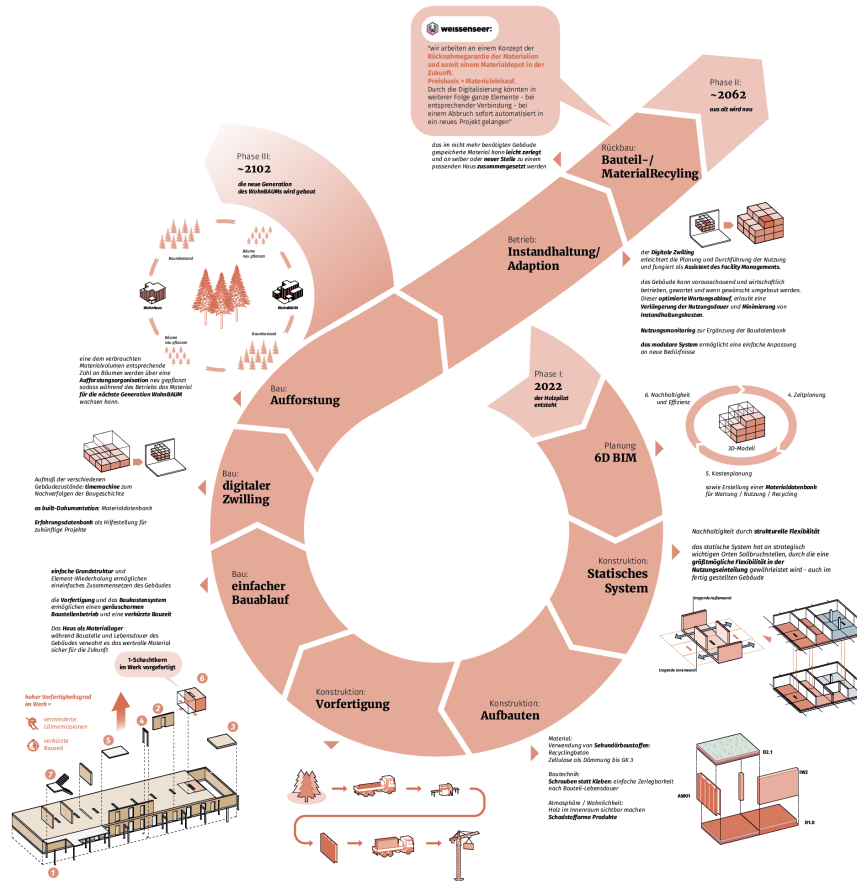 weissenseer:
"wir arbeiten an einem Konzept der
Rücknahmegarantie der Materialien
und somit einem Materialdepot in der
Zukunft.
Preisbasis = Materialeinkauf.
Durch die Digitalisierung könnten in
weiterer Folge ganze Elemente - bei
entsprechender Verbindung - bei
einem Abbruch sofort automatisiert in
ein neues Projekt gelangen"
Phase II:
~2062
aus alt wird neu
das im nicht mehr benötigten Gebäude
gespeicherte Material kann leicht zerlegt
und an selber oder neuer Stelle zu einem
passenden Haus zusammengesetzt werden
Rückbau:
Bauteil-/
MaterialRecyling
Phase III:
~2102
die neue Generation
des WohnBAUMs wird gebaut
Betrieb:
Instandhaltung/
Adaption
der Digitale Zwilling
erleichtert die Planung und Durchführung der Nutzung
und fungiert als Assistent des Facility Managements.
das Gebäude kann vorausschauend und wirtschaftlich
betrieben, gewartet und wenn gewünscht umgebaut werden.
Dieser optimierte Wartungsablauf, erlaubt eine
Verlängerung der Nutzungsdauer und Minimierung von
Instandhaltungskosten.
Nutzungsmonitoring zur Ergänzung der Baudatenbank
das modulare System ermöglicht eine einfache Anpassung
an neue Bedürfnisse
Baumbestand
Bäume
neu pflanzen
Wohnhaus
WohnBAUM
Bäume
neu pflanzen
Baumbestand
eine dem verbrauchten
Materialvolumen entsprechende
Zahl an Bäumen werden über eine
Aufforstungsorganisation neu gepflanzt
sodass während des Betriebs das Material
für die nächste Generation WohnBAUM
wachsen kann.
Bau:
Aufforstung
Phase I:
2022
der Holzpilot
entsteht
Planung:
6D BIM
6. Nachhaltigkeit
und Effizienz
4. Zeitplanung
3D-Modell
5. Kostenplanung
sowie Erstellung einer Materialdatenbank
für Wartung / Nutzung / Recycling
Bau:
digitaler
Zwilling
Aufmaß der verschiedenen
Gebäudezustände: timemachine zum
Nachverfolgen der Baugeschichte
as built-Dokumentation: Materialdatenbank
Erfahrungsdatenbank als Hilfestellung für
zukünftige Projekte
Konstruktion:
Statisches
System
Nachhaltigkeit durch strukturelle Flexibilität
das statische System hat an strategisch
wichtigen Orten Sollbruchstellen, durch die eine
größtmögliche Flexibilität in der
Nutzungseinteilung gewährleistet wird - auch im
fertig gestellten Gebäude
tragende Außenwand
tragende Innenwand
Bau:
einfacher
Bauablauf
einfache Grundstruktur und
Element-Wiederholung ermöglichen
eineinfaches Zusammensetzen des Gebäudes
die Vorfertigung und das Baukastensystem
ermöglichen einen geräuscharmen
Baustellenbetrieb und eine verkürzte Bauzeit
Das Haus als Materiallager
während Baustelle und Lebensdauer des
Gebäudes verwahrt es das wertvolle Material
sicher für die Zukunft
Konstruktion:
Vorfertigung
Konstruktion:
Aufbauten
1-Schachtkern
im Werk vorgefertigt
hoher Vorfertigkeitsgrad
im Werk =
verminderte
Lärmemissionen
verkürzte
Bauzeit
6
2
4
3
5
7
1
Material:
Verwendung von Sekundärbaustoffen:
Recyclingbeton
Zellulase als Dämmung bis GK 3
Bautechnik:
Schrauben statt Kleben: einfache Zerlegbarkeit
nach Bauteil-Lebensdauer
Atmosphäre / Wohnlichkeit:
Holz im Innenraum sichtbar machen
Schadstoffarme Produkte
D2.1
IW2
AW01
D1.0